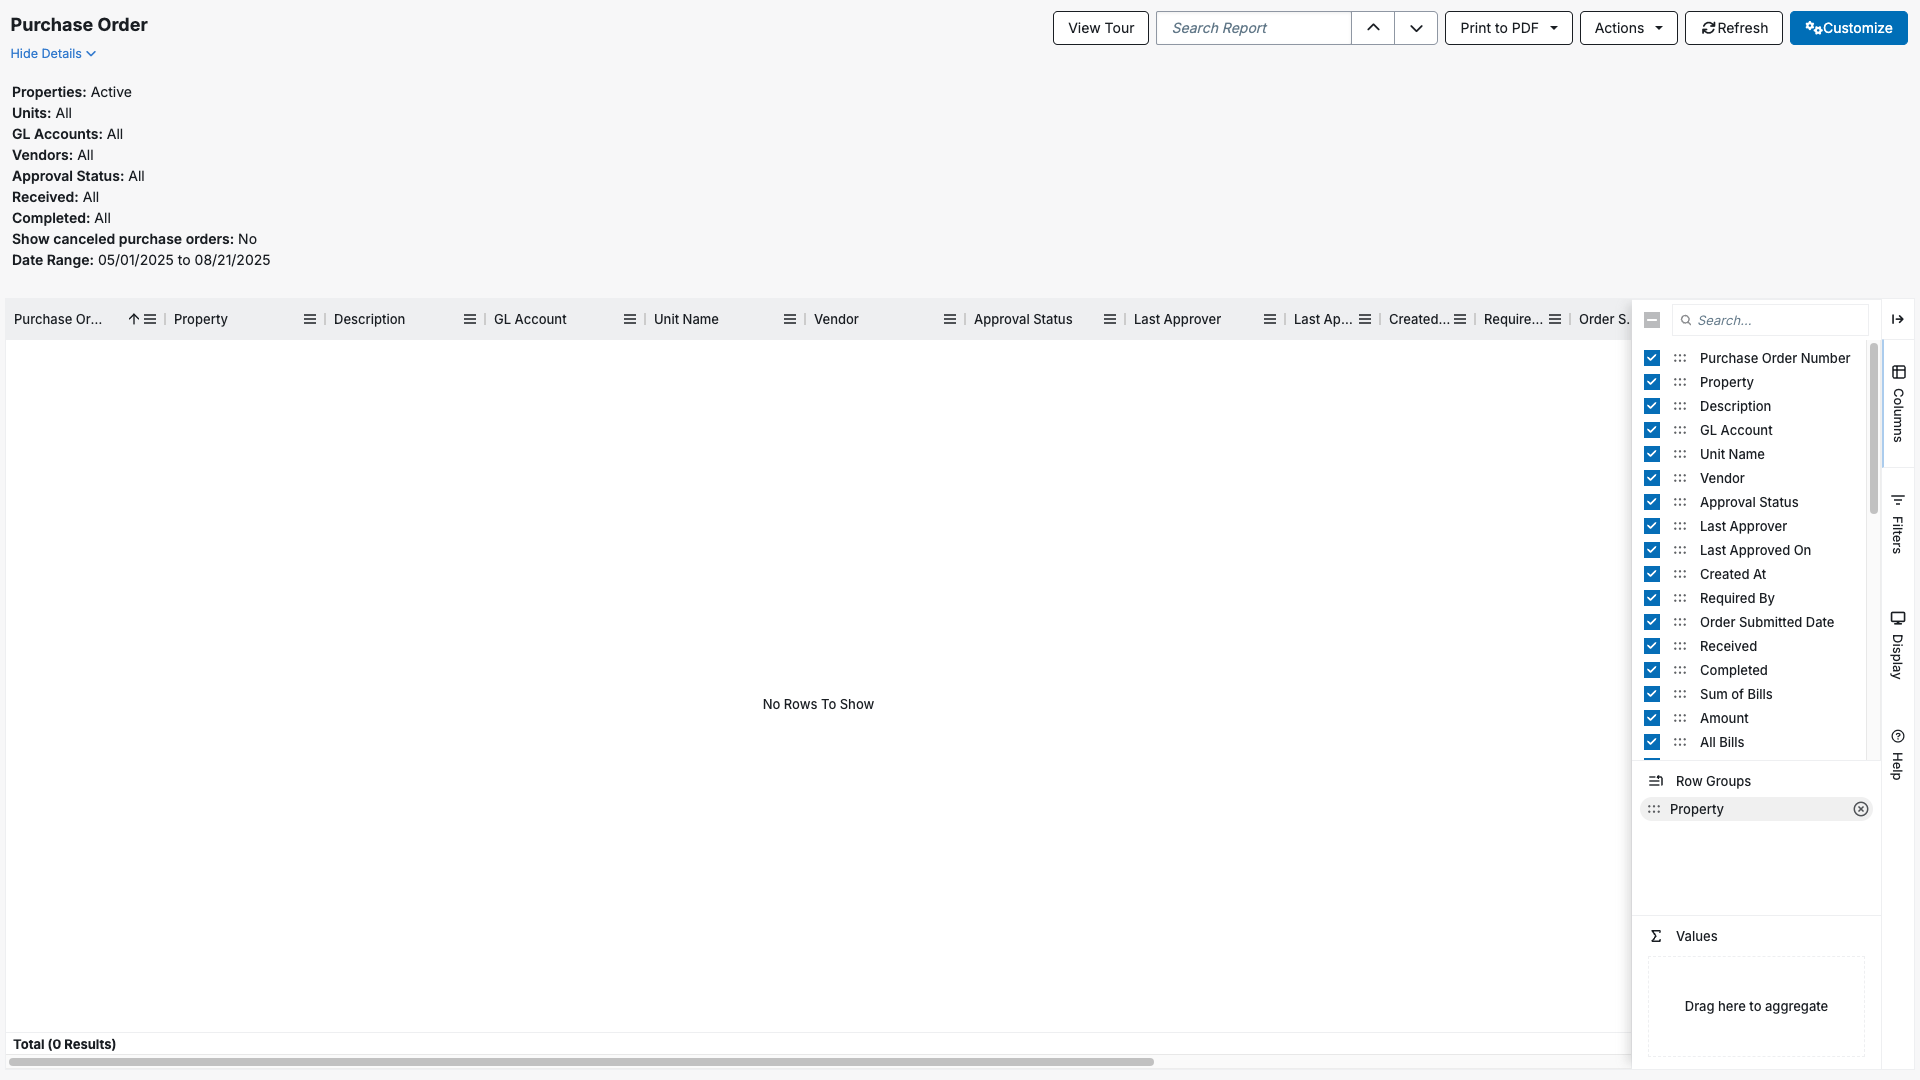 Purchase Order
View Tour
Search Report
Print to PDF
Actions
Refresh
Customize
Hide Details
Properties: Active
Units: All
GL Accounts: All
Vendors: All
Approval Status: All
Received: All
Completed: All
Show canceled purchase orders: No
Date Range: 05/01/2025 to 08/21/2025
Purchase Or...
Property
Description
GL Account
Unit Name
Vendor
Approval Status
Last Approver
Last Ap...
Created...
Require...
Order S.
No Rows To Show
Total (0 Results)
Search...
Purchase Order Number
Property
Description
GL Account
Unit Name
Vendor
Approval Status
Last Approver
Last Approved On
Created At
Required By
Order Submitted Date
Received
Completed
Sum of Bills
Amount
All Bills
Row Groups
Property
Values
Drag here to aggregate
Columns
Filters
Display
Help